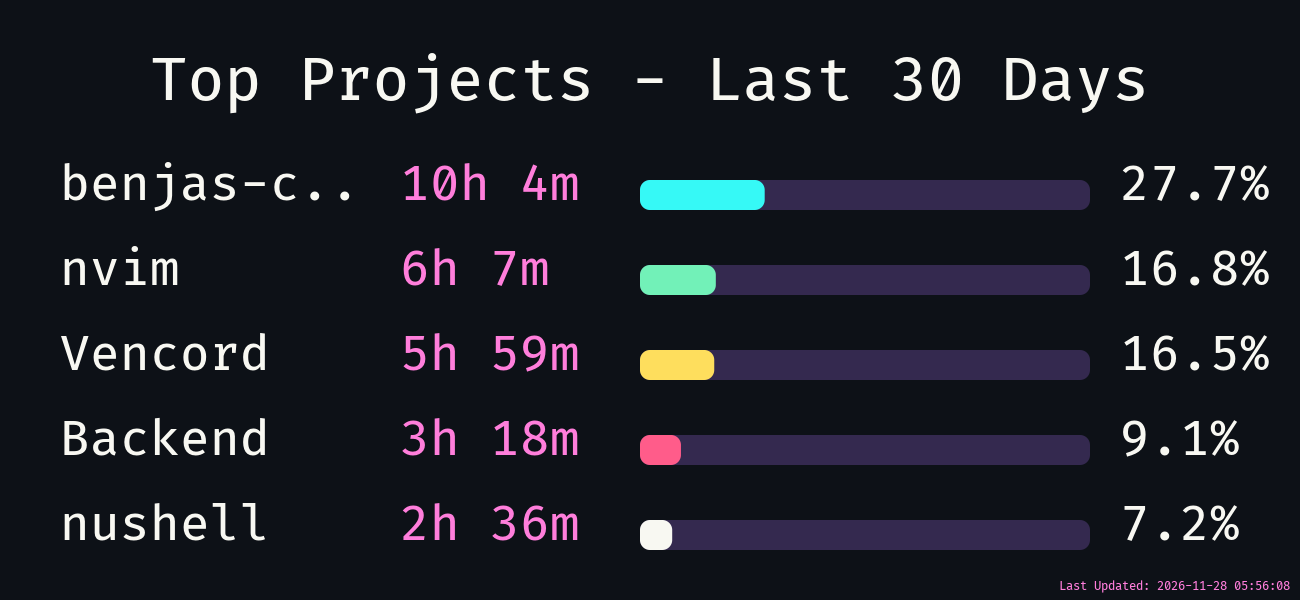 Top Projects - Last 30 Days
benjas-c.. 10h 4m 27.7%
nvim 6h 7m 16.8%
Vencord 5h 59m 16.5%
Backend 3h 18m 9.1%
nushell 2h 36m 7.2%
Last Updated: 2026-11-28 05:56:08